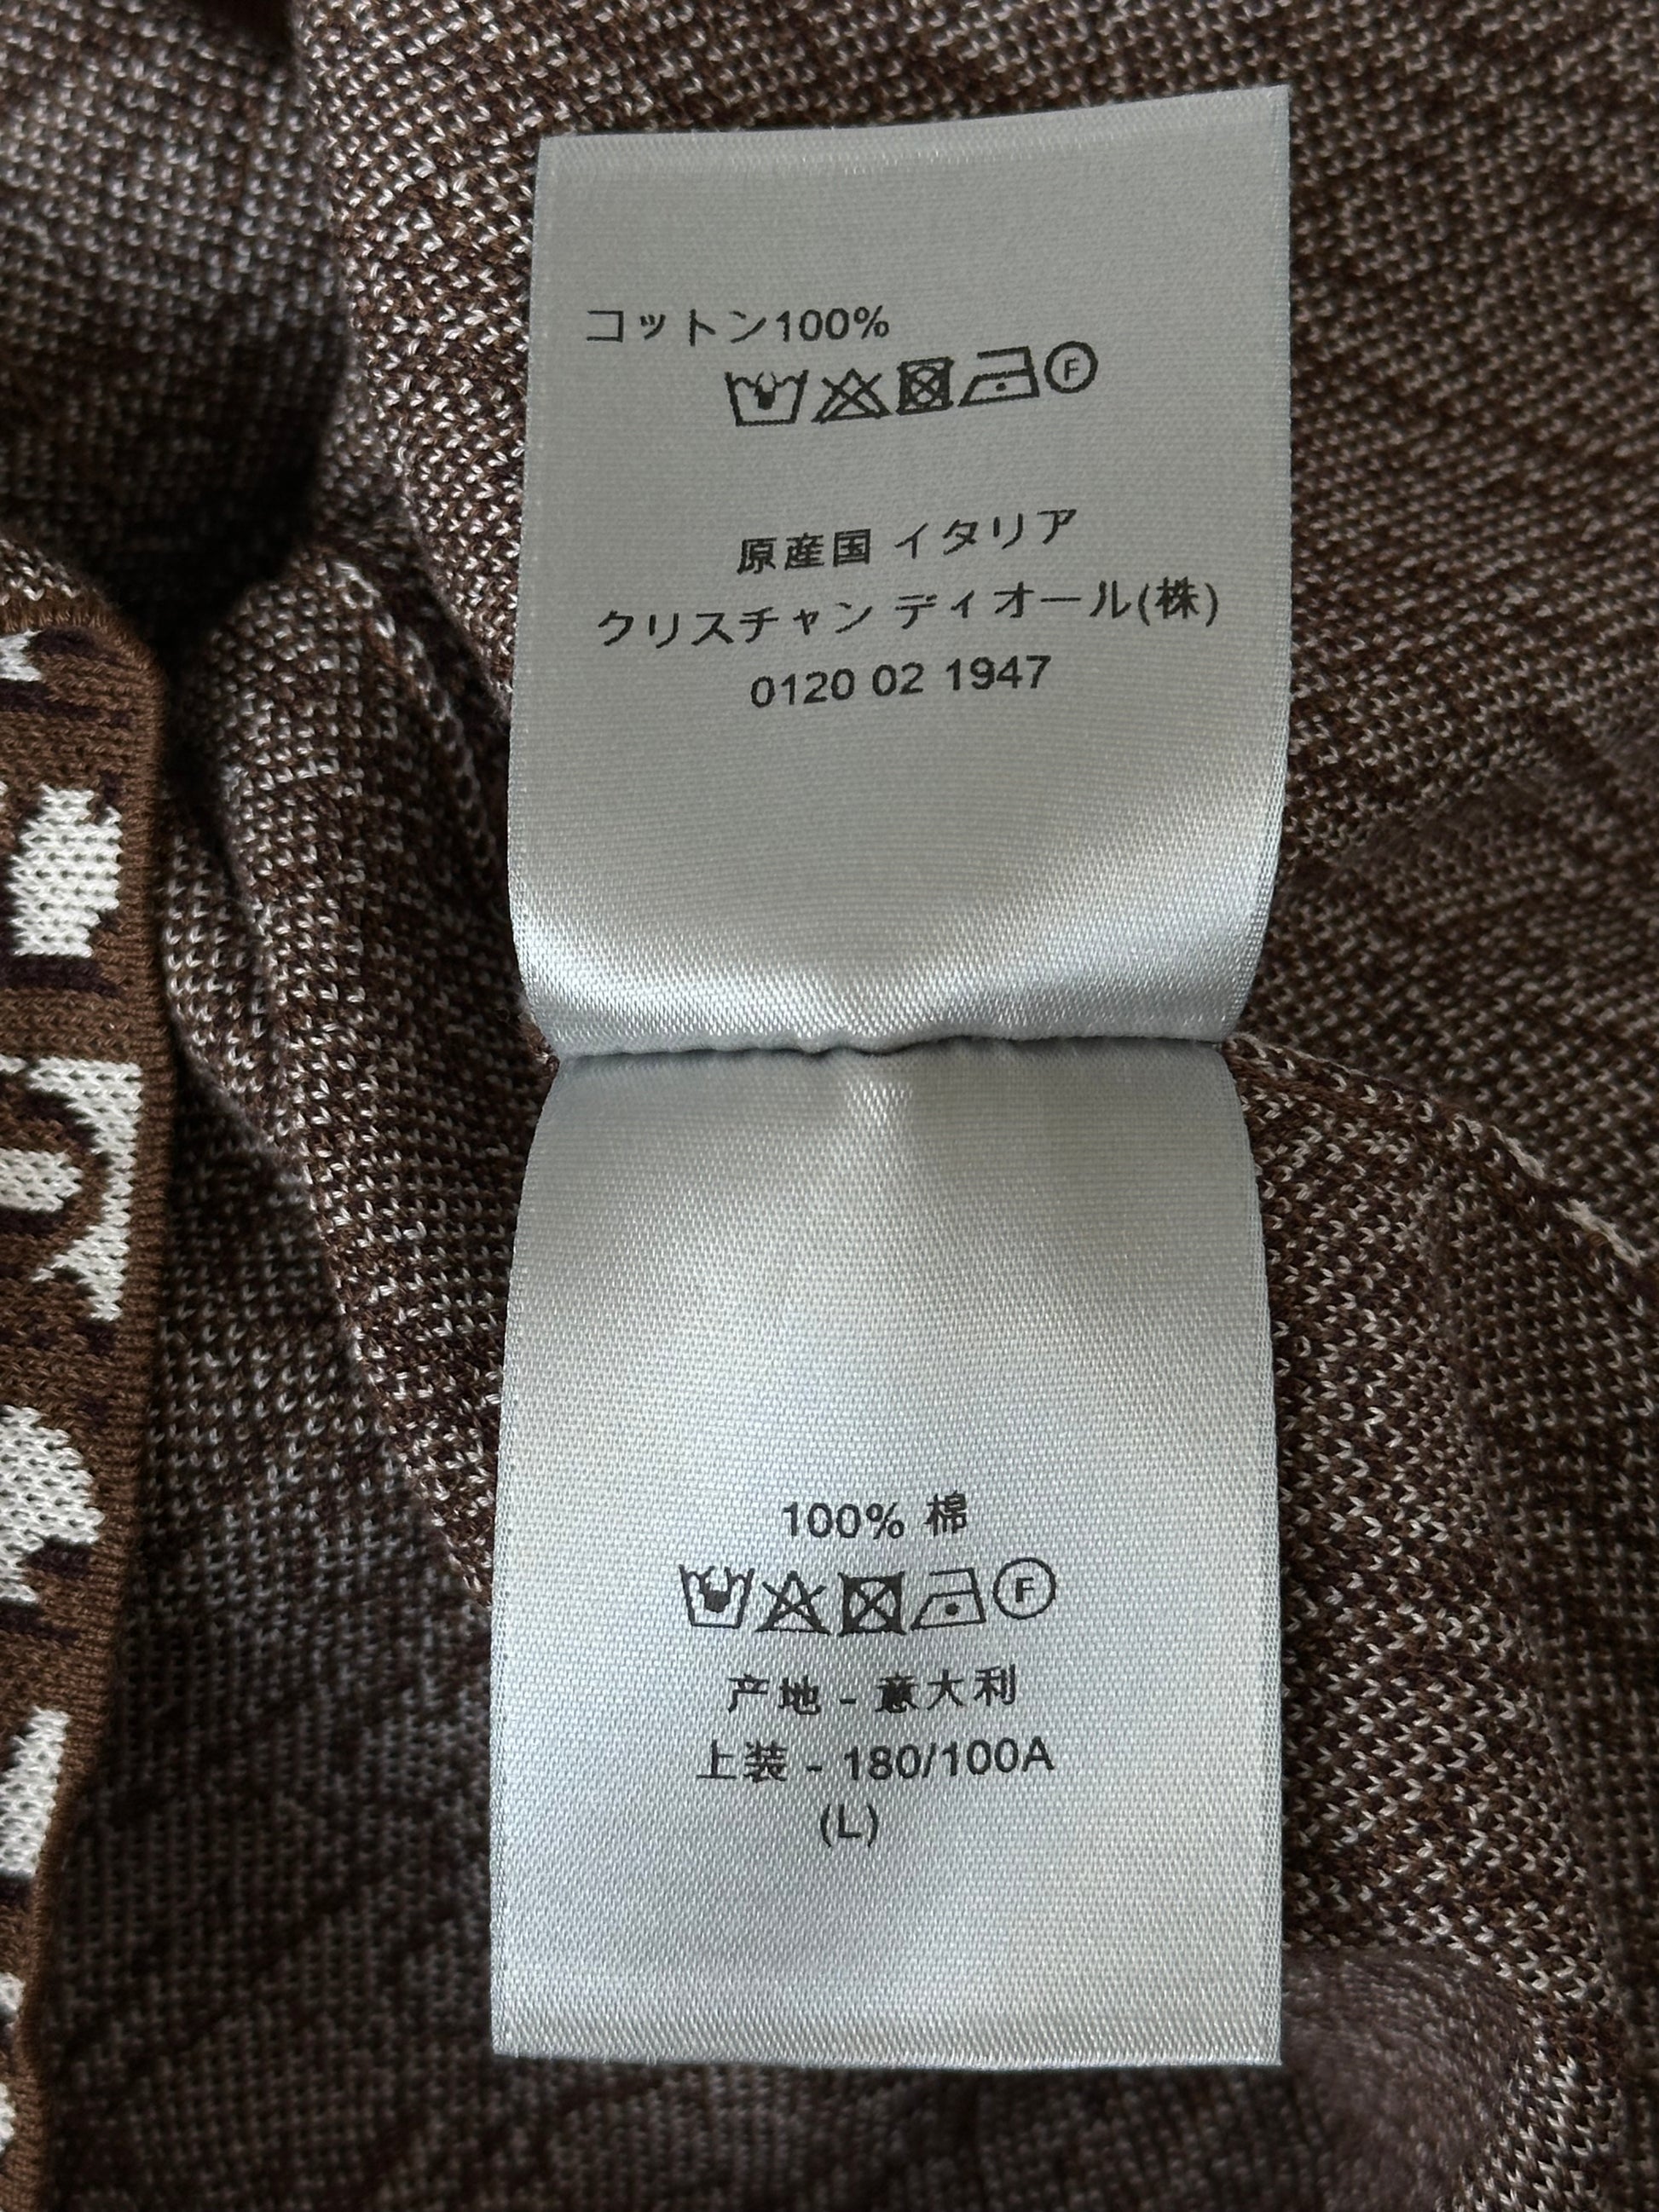 コットン100%
F
原産国 イタリア
クリスチャン ディオール(株)
0120 02 1947
100% 棉
F
产地 - 意大利
上装 - 180/100A
(L)